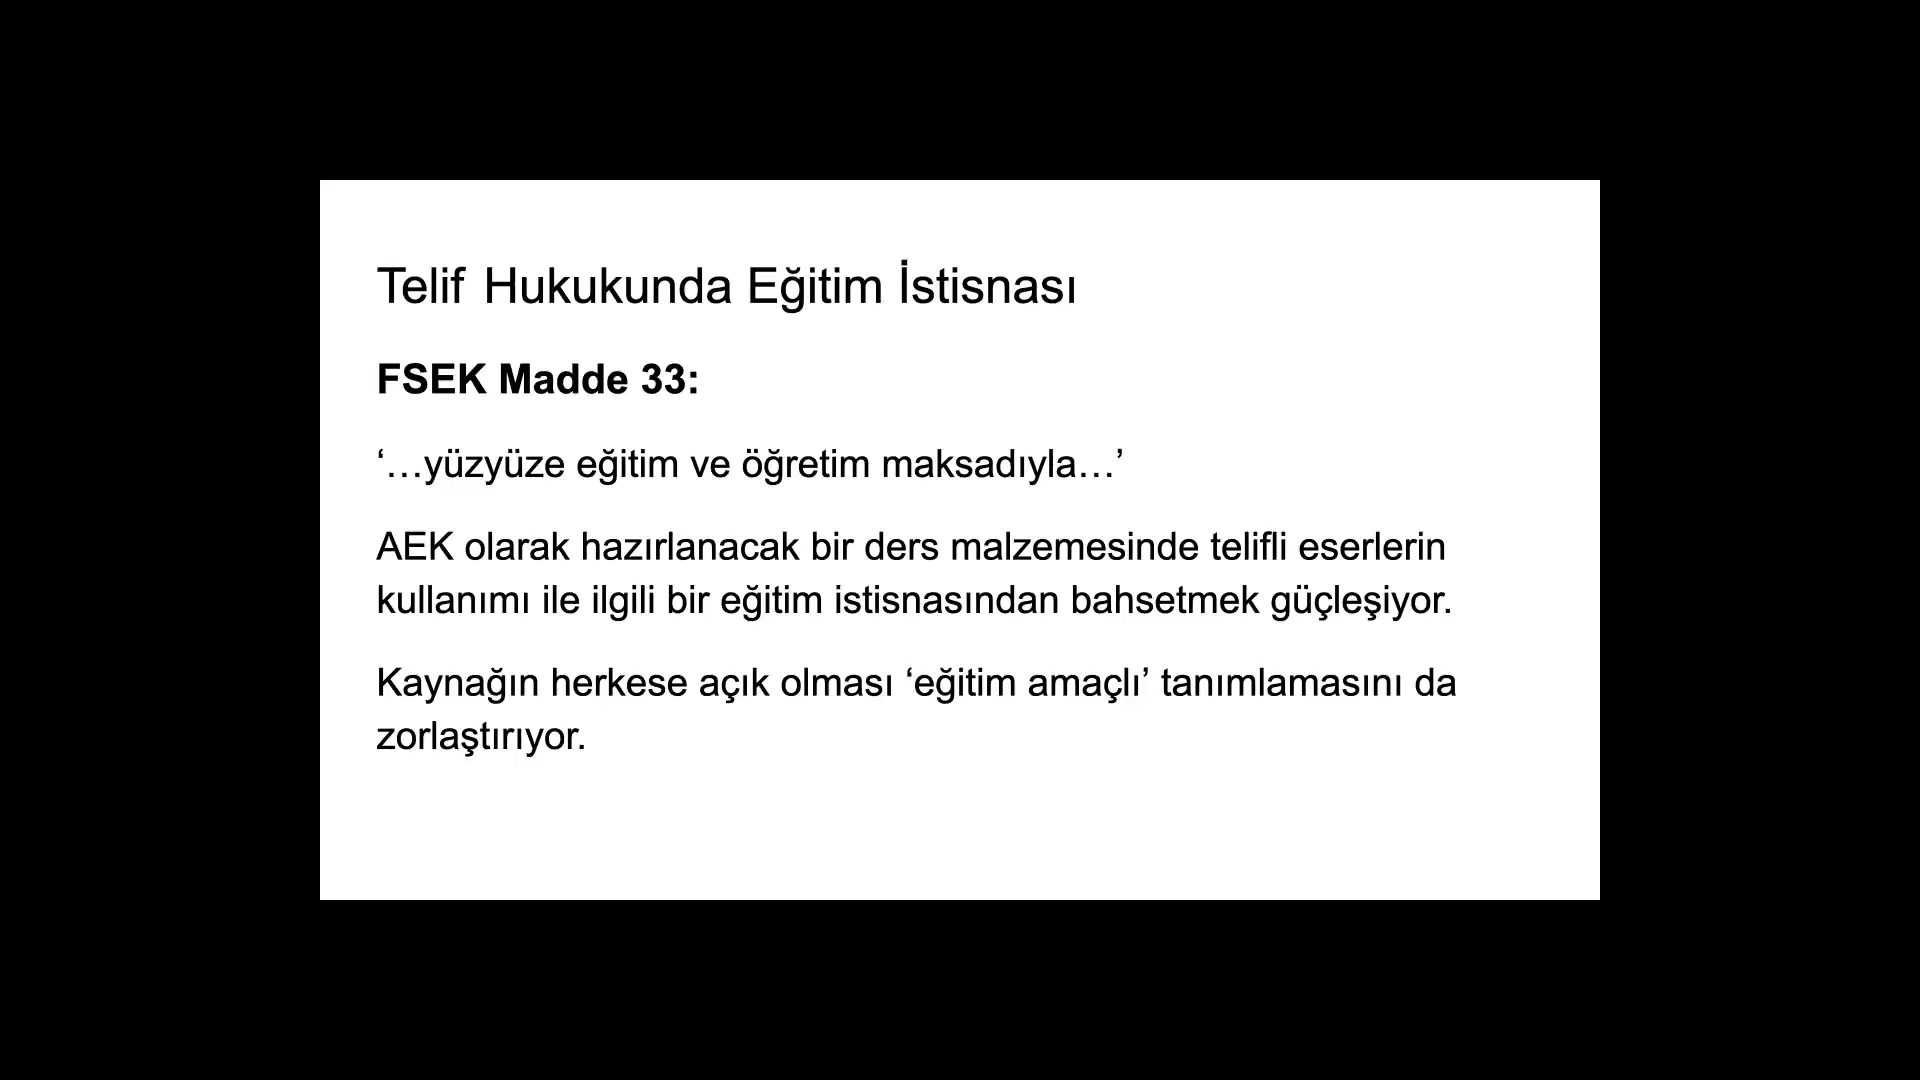 Telif Hukukunda Eğitim İstisnası
FSEK Madde 33:
‘…yüzyüze eğitim ve öğretim maksadıyla…’
AEK olarak hazırlanacak bir ders malzemesinde telifli eserlerin
kullanımı ile ilgili bir eğitim istisnasından bahsetmek güçleşiyor.
Kaynağın herkese açık olması ‘eğitim amaçlı’ tanımlamasını da
zorlaştırıyor.